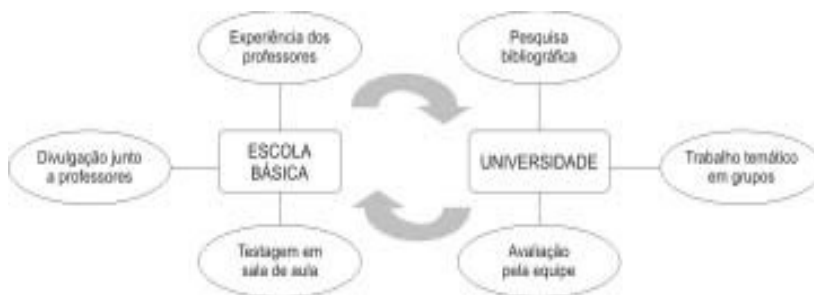 Experiência dos
professores
Pesquisa
bibliográfica
Divulgação junto
a professores
ESCOLA
BÁSICA
UNIVERSIDADE
Trabalho temático
em grupos
Testagem em
sala de aula
Avaliação
pela equipe